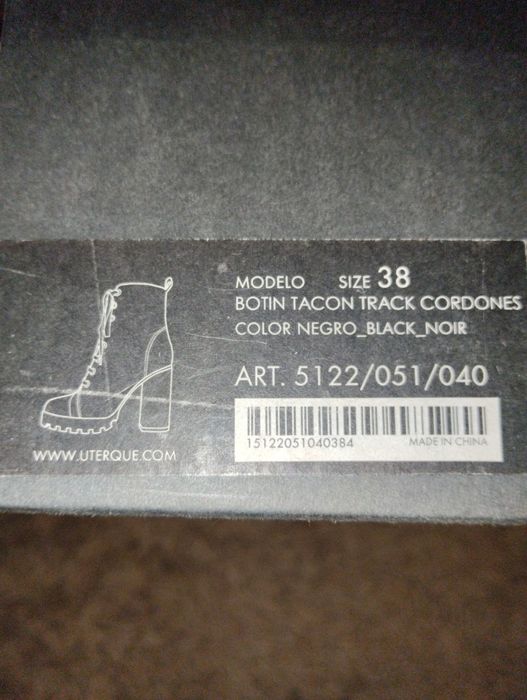 MODELO SIZE 38
BOTIN TACON TRACK CORDONES
COLOR NEGRO_BLACK_NOIR
ART. 5122/051/040
15122051040384 MADE IN CHINA
WWW.UTERQUE.COM